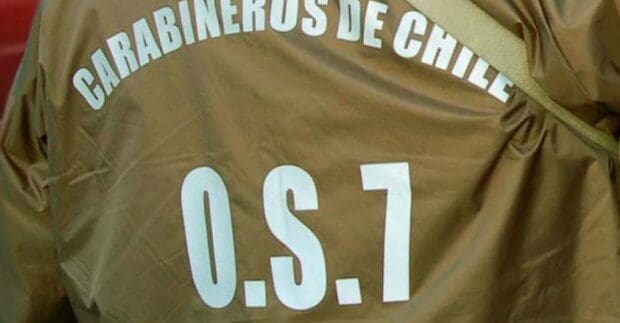 CARABINEROS DE CHILE
O.S.7